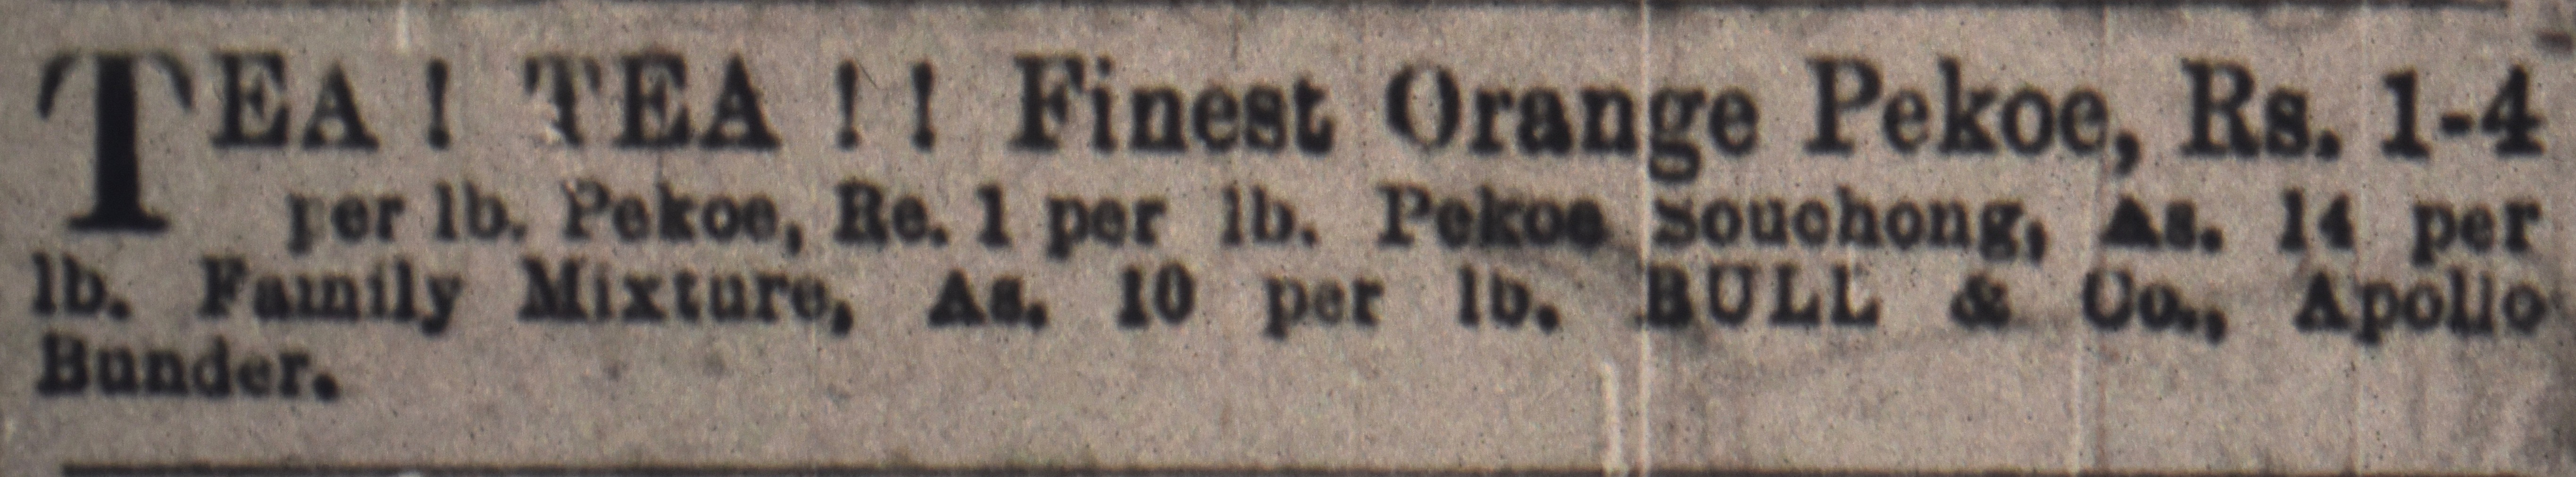 TEA ! TEA ! ! Finest Orange Pekoe, Rs. 1-4
per lb. Pekoe, Re. 1 per lb. Pekoe Souchong, As. 14 per
lb. Family Mixture, As. 10 per lb. BULL & Co., Apollo
Bunder.